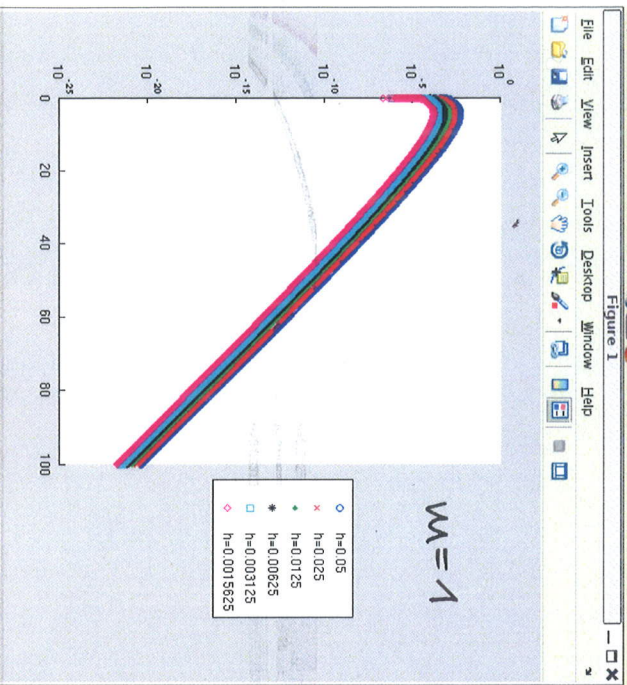 Figure 1
File Edit View Insert Tools Desktop Window Help
10^0
10^-5
10^-10
10^-15
10^-20
10^-25
0 20 40 60 80 100
m=1
h=0.05
h=0.025
h=0.0125
h=0.00625
h=0.003125
h=0.0015625